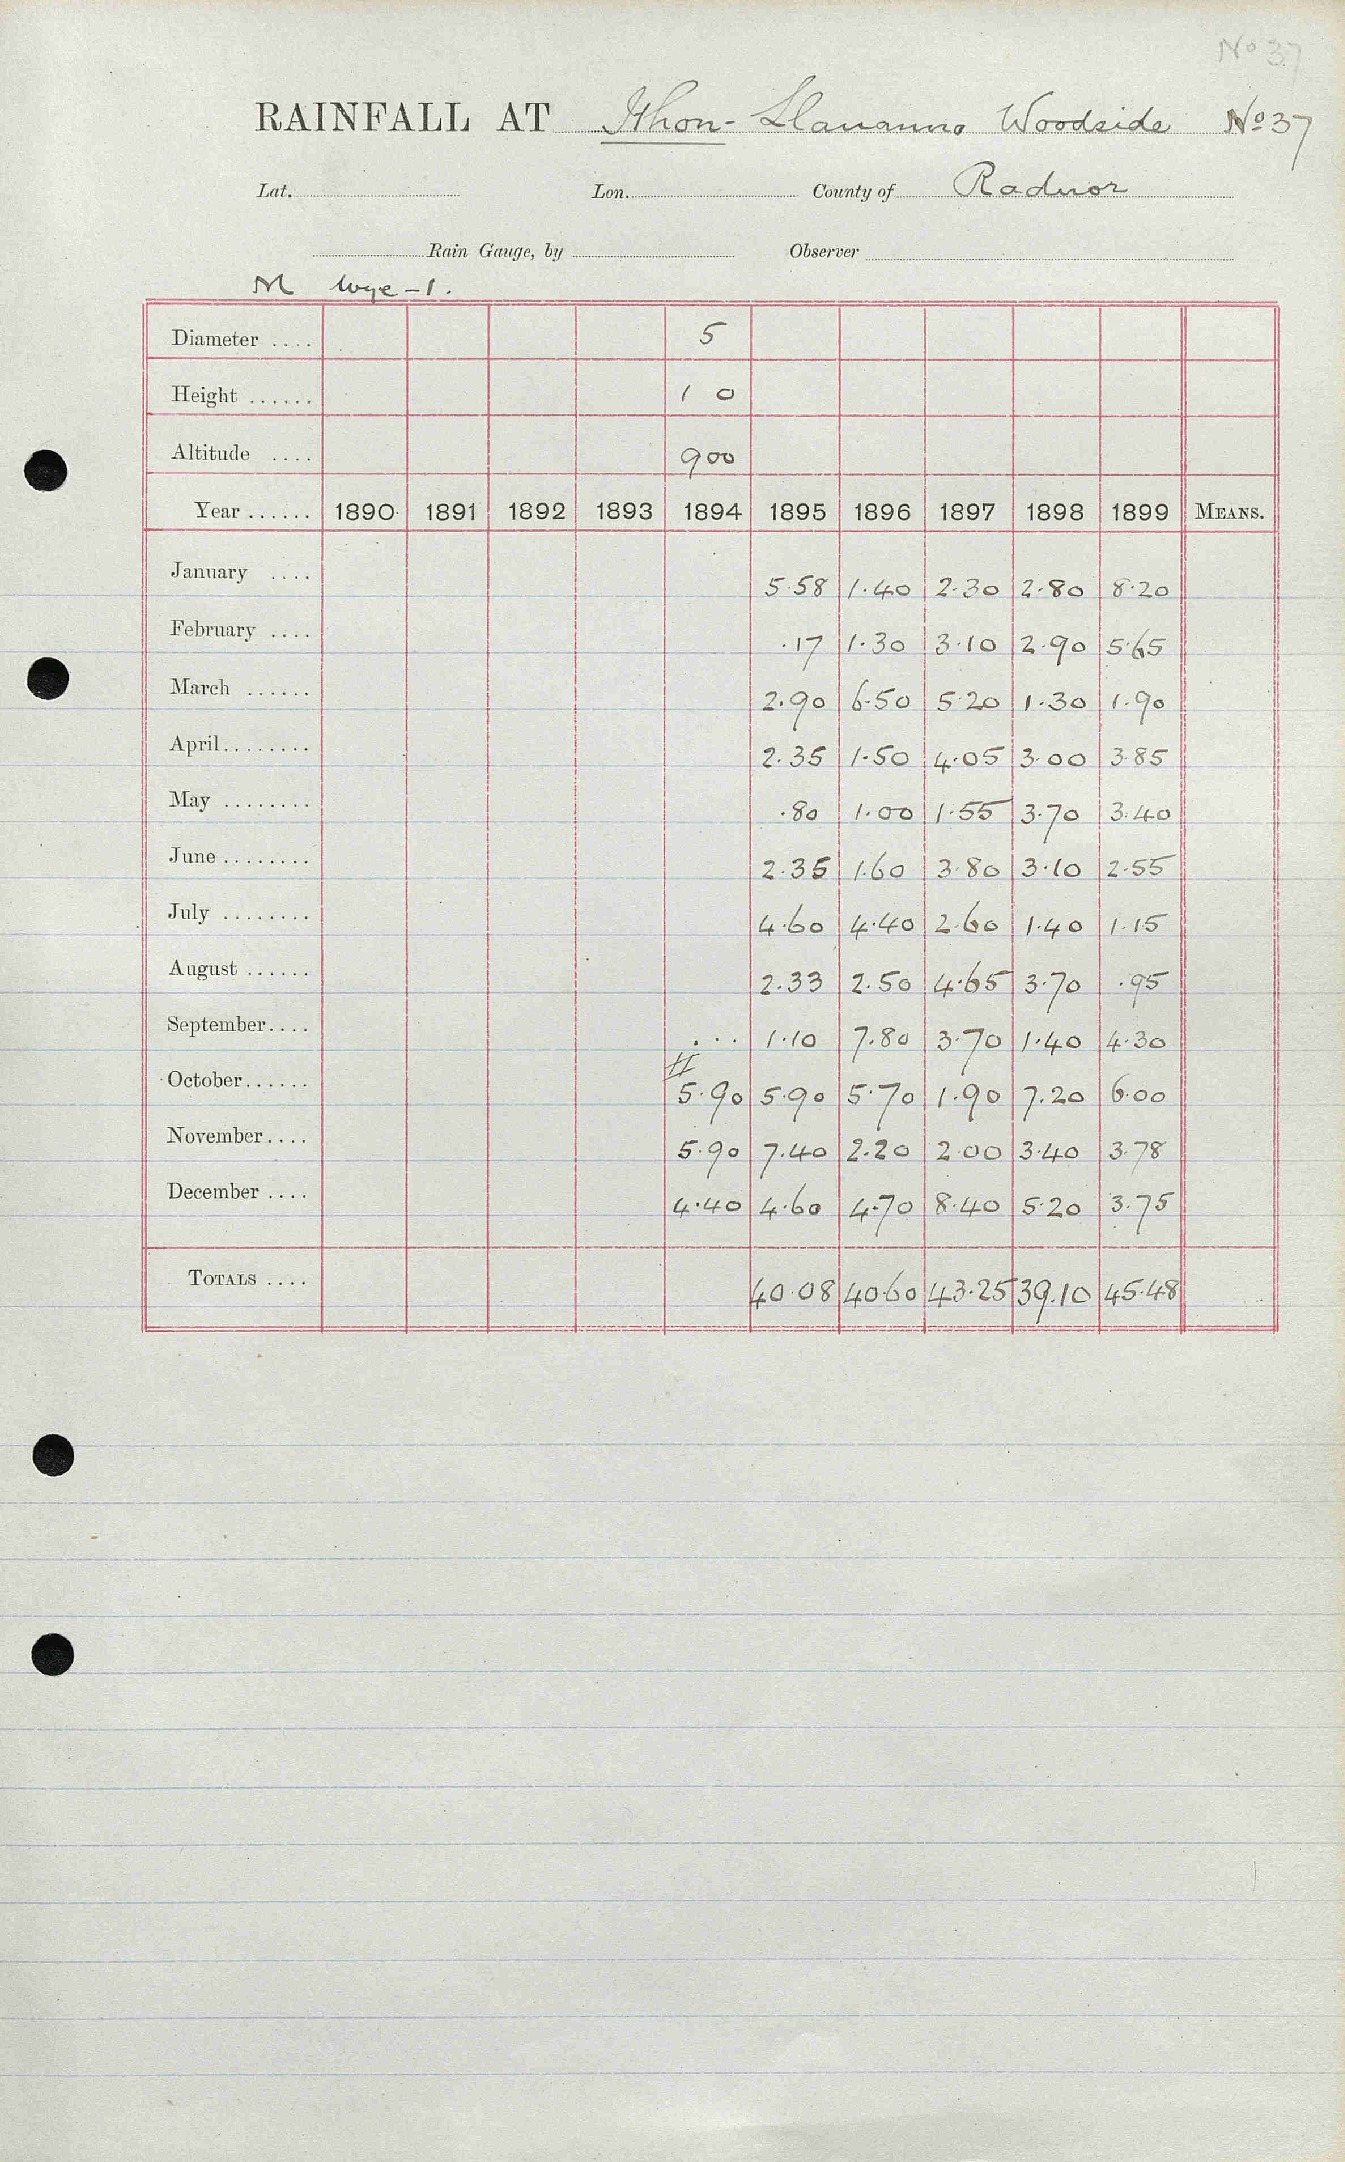 No 37
RAINFALL AT Ithon - Llananno Woodside No 37
Lat. Lon. County of Radnor
Rain Gauge, by Observer
M Wye - 1.
Diameter .... 5
Height ...... 1 0
Altitude .... 900
Year ...... 1890 1891 1892 1893 1894 1895 1896 1897 1898 1899 MEANS.
January .... 5.58 1.40 2.30 2.80 8.20
February .... .17 1.30 3.10 2.90 5.65
March ...... 2.90 6.50 5.20 1.30 1.90
April........ 2.35 1.50 4.05 3.00 3.85
May ........ .80 1.00 1.55 3.70 3.40
June ........ 2.35 1.60 3.80 3.10 2.55
July ........ 4.60 4.40 2.60 1.40 1.15
August ...... 2.33 2.50 4.65 3.70 .95
September.... ... 1.10 7.80 3.70 1.40 4.30
October...... 5.90 5.90 5.70 1.90 7.20 6.00
November.... 5.90 7.40 2.20 2.00 3.40 3.78
December .... 4.40 4.60 4.70 8.40 5.20 3.75
TOTALS .... 40.08 40.60 43.25 39.10 45.48